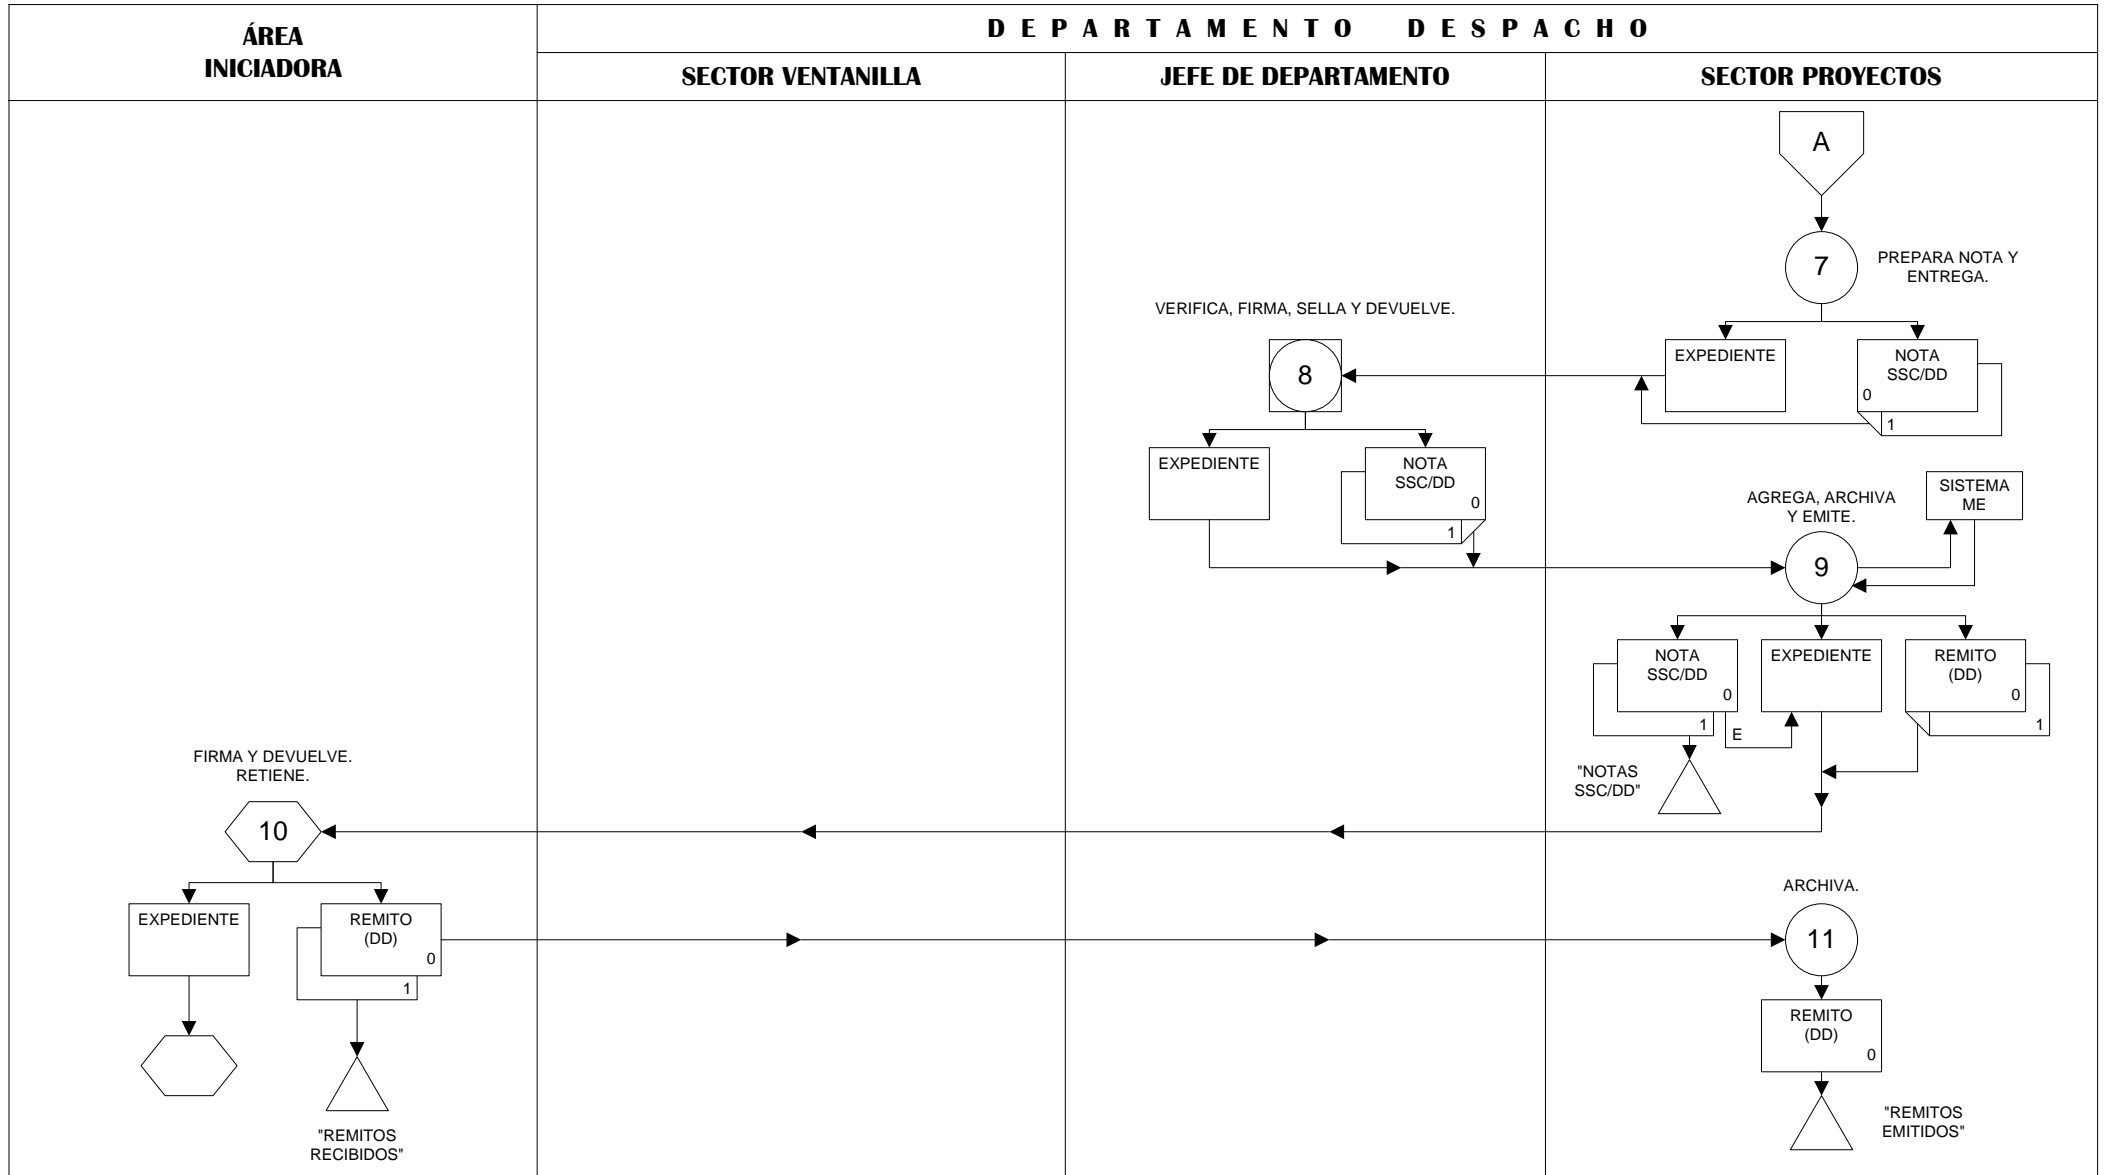 ÁREA
INICIADORA
DEPARTAMENTO DESPACHO
SECTOR VENTANILLA
JEFE DE DEPARTAMENTO
SECTOR PROYECTOS
A
7
PREPARA NOTA Y
ENTREGA.
VERIFICA, FIRMA, SELLA Y DEVUELVE.
8
EXPEDIENTE
NOTA
SSC/DD
0
1
EXPEDIENTE
NOTA
SSC/DD
0
1
AGREGA, ARCHIVA
Y EMITE.
SISTEMA
ME
9
NOTA
SSC/DD
0
1
E
EXPEDIENTE
REMITO
(DD)
0
1
"NOTAS
SSC/DD"
FIRMA Y DEVUELVE.
RETIENE.
10
EXPEDIENTE
REMITO
(DD)
0
1
"REMITOS
RECIBIDOS"
ARCHIVA.
11
REMITO
(DD)
0
"REMITOS
EMITIDOS"